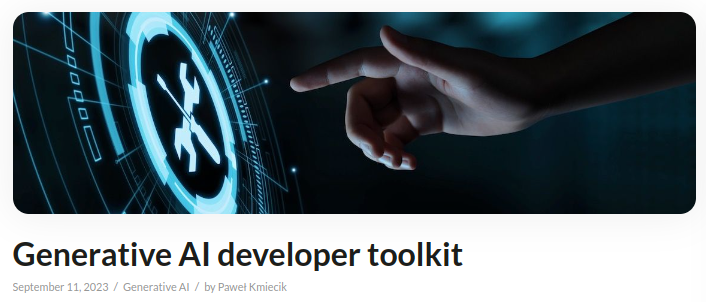 Generative AI developer toolkit
September 11, 2023 / Generative AI / by Paweł Kmiecik